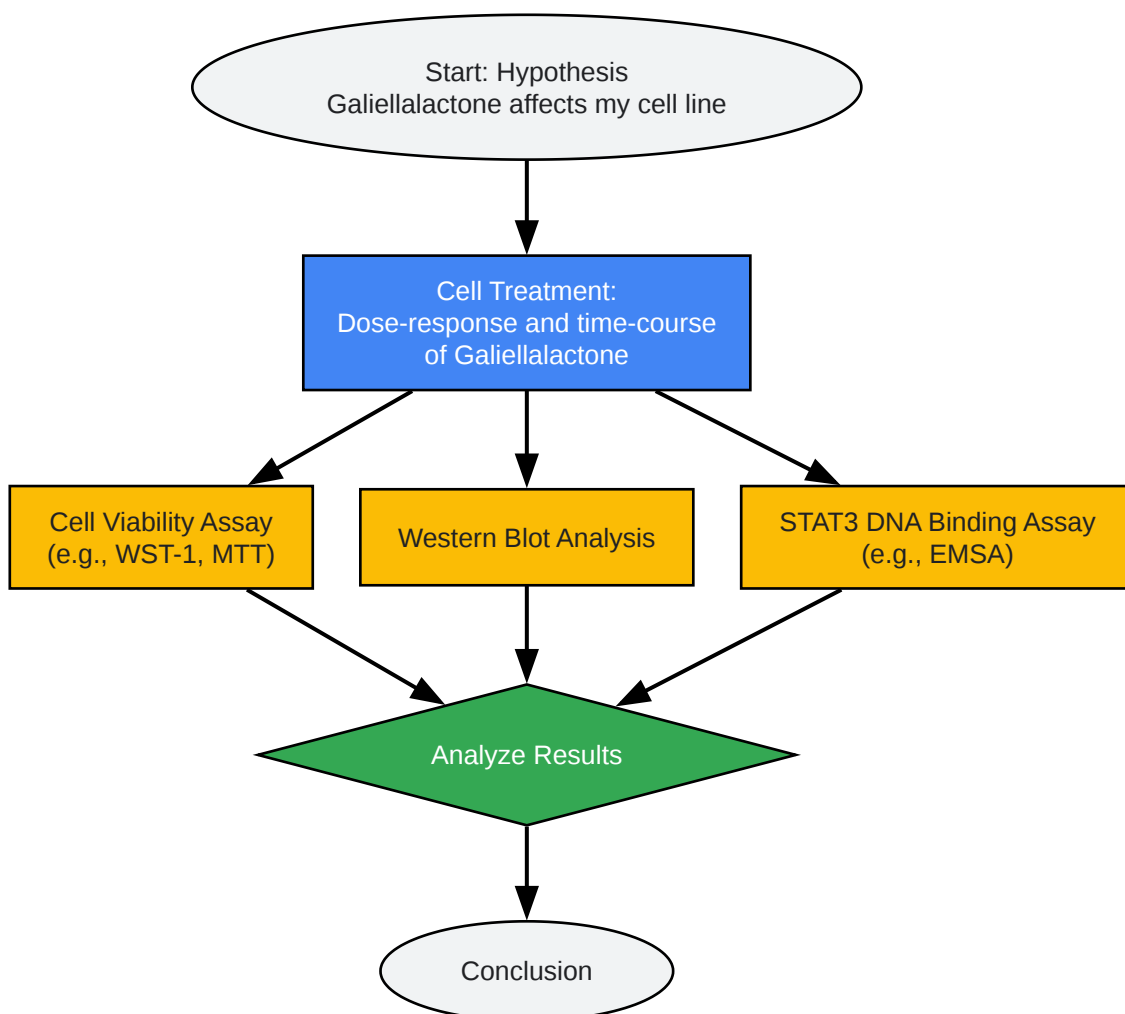 Start: Hypothesis
Galiellalactone affects my cell line
Cell Treatment:
Dose-response and time-course
of Galiellalactone
Cell Viability Assay
(e.g., WST-1, MTT)
Western Blot Analysis
STAT3 DNA Binding Assay
(e.g., EMSA)
Analyze Results
Conclusion